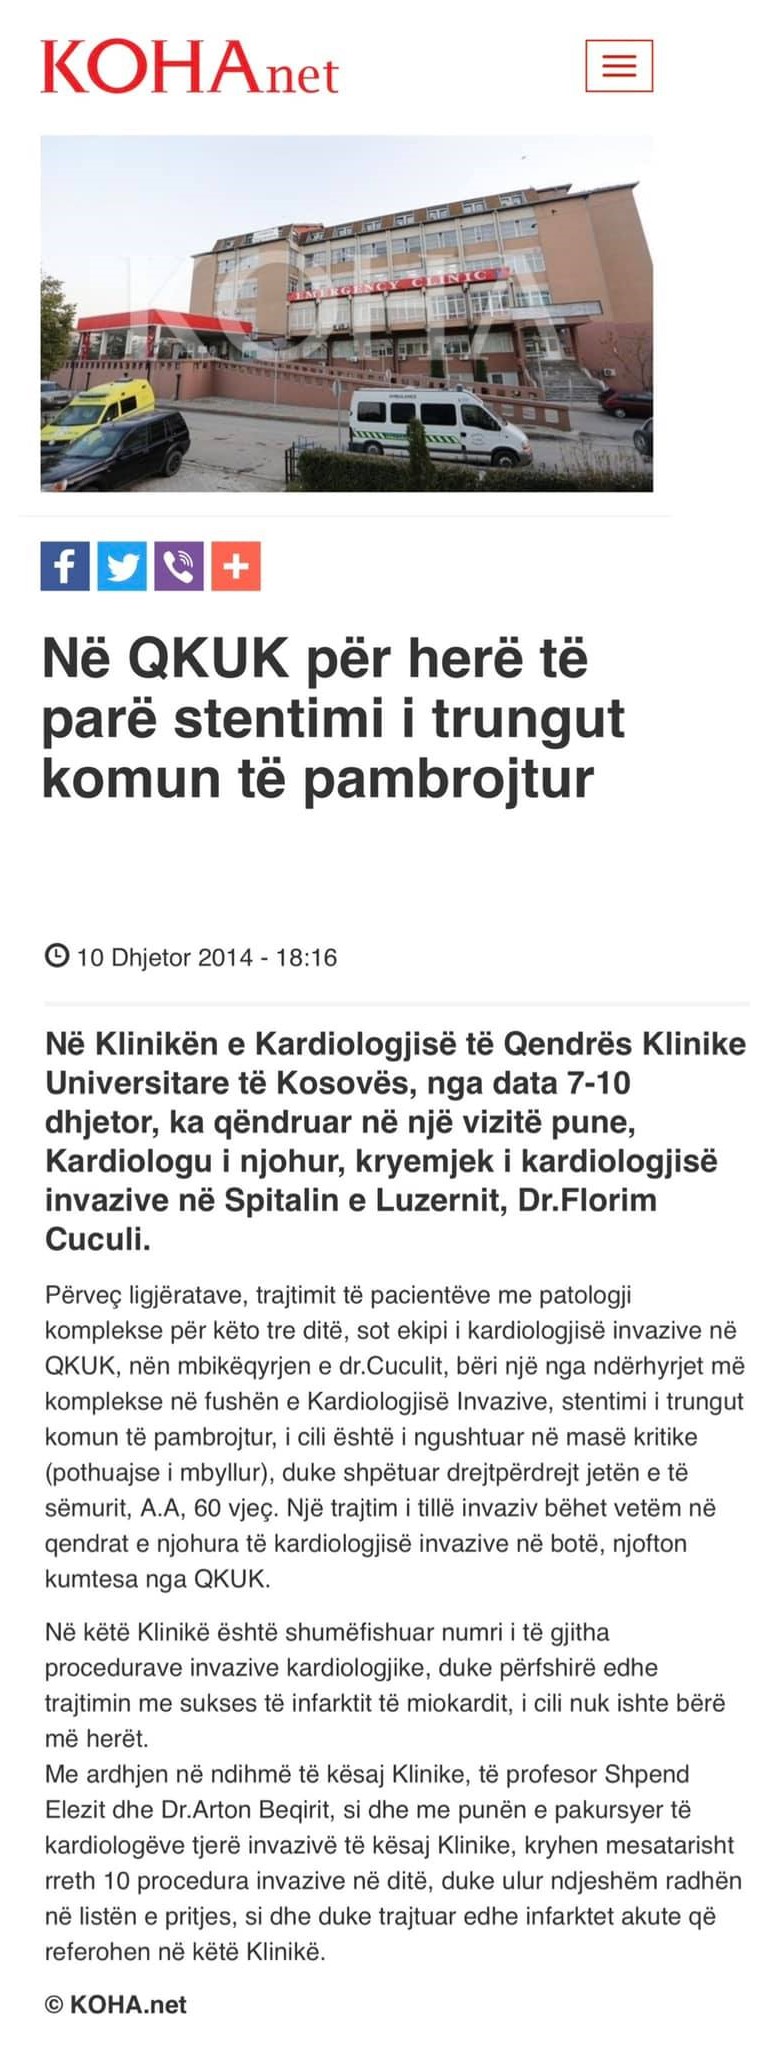 KOHAnet
KOHA
EMERGENCY CLINIC
AMBULANCE
Në QKUK për herë të
parë stentimi i trungut
komun të pambrojtur
10 Dhjetor 2014 - 18:16
Në Klinikën e Kardiologjisë të Qendrës Klinike
Universitare të Kosovës, nga data 7-10
dhjetor, ka qëndruar në një vizitë pune,
Kardiologu i njohur, kryemjek i kardiologjisë
invazive në Spitalin e Luzernit, Dr.Florim
Cuculi.
Përveç ligjëratave, trajtimit të pacientëve me patologji
komplekse për këto tre ditë, sot ekipi i kardiologjisë invazive në
QKUK, nën mbikëqyrjen e dr.Cuculit, bëri një nga ndërhyrjet më
komplekse në fushën e Kardiologjisë Invazive, stentimi i trungut
komun të pambrojtur, i cili është i ngushtuar në masë kritike
(pothuajse i mbyllur), duke shpëtuar drejtpërdrejt jetën e të
sëmurit, A.A, 60 vjeç. Një trajtim i tillë invaziv bëhet vetëm në
qendrat e njohura të kardiologjisë invazive në botë, njofton
kumtesa nga QKUK.
Në këtë Klinikë është shumëfishuar numri i të gjitha
procedurave invazive kardiologjike, duke përfshirë edhe
trajtimin me sukses të infarktit të miokardit, i cili nuk ishte bërë
më herët.
Me ardhjen në ndihmë të kësaj Klinike, të profesor Shpend
Elezit dhe Dr.Arton Beqirit, si dhe me punën e pakursyer të
kardiologëve tjerë invazivë të kësaj Klinike, kryhen mesatarisht
rreth 10 procedura invazive në ditë, duke ulur ndjeshëm radhën
në listën e pritjes, si dhe duke trajtuar edhe infarktet akute që
referohen në këtë Klinikë.
© KOHA.net